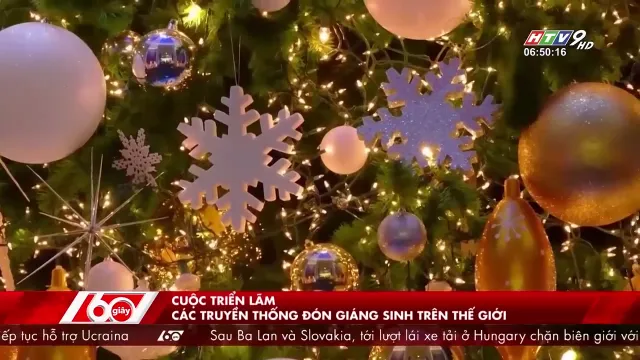 HTV9 HD
06:50:16
60 giây
CUỘC TRIỂN LÃM
CÁC TRUYỀN THỐNG ĐÓN GIÁNG SINH TRÊN THẾ GIỚI
ếp tục hỗ trợ Ucraina
60 giây
Sau Ba Lan và Slovakia, tới lượt lái xe tải ở Hungary chặn biên giới vớ